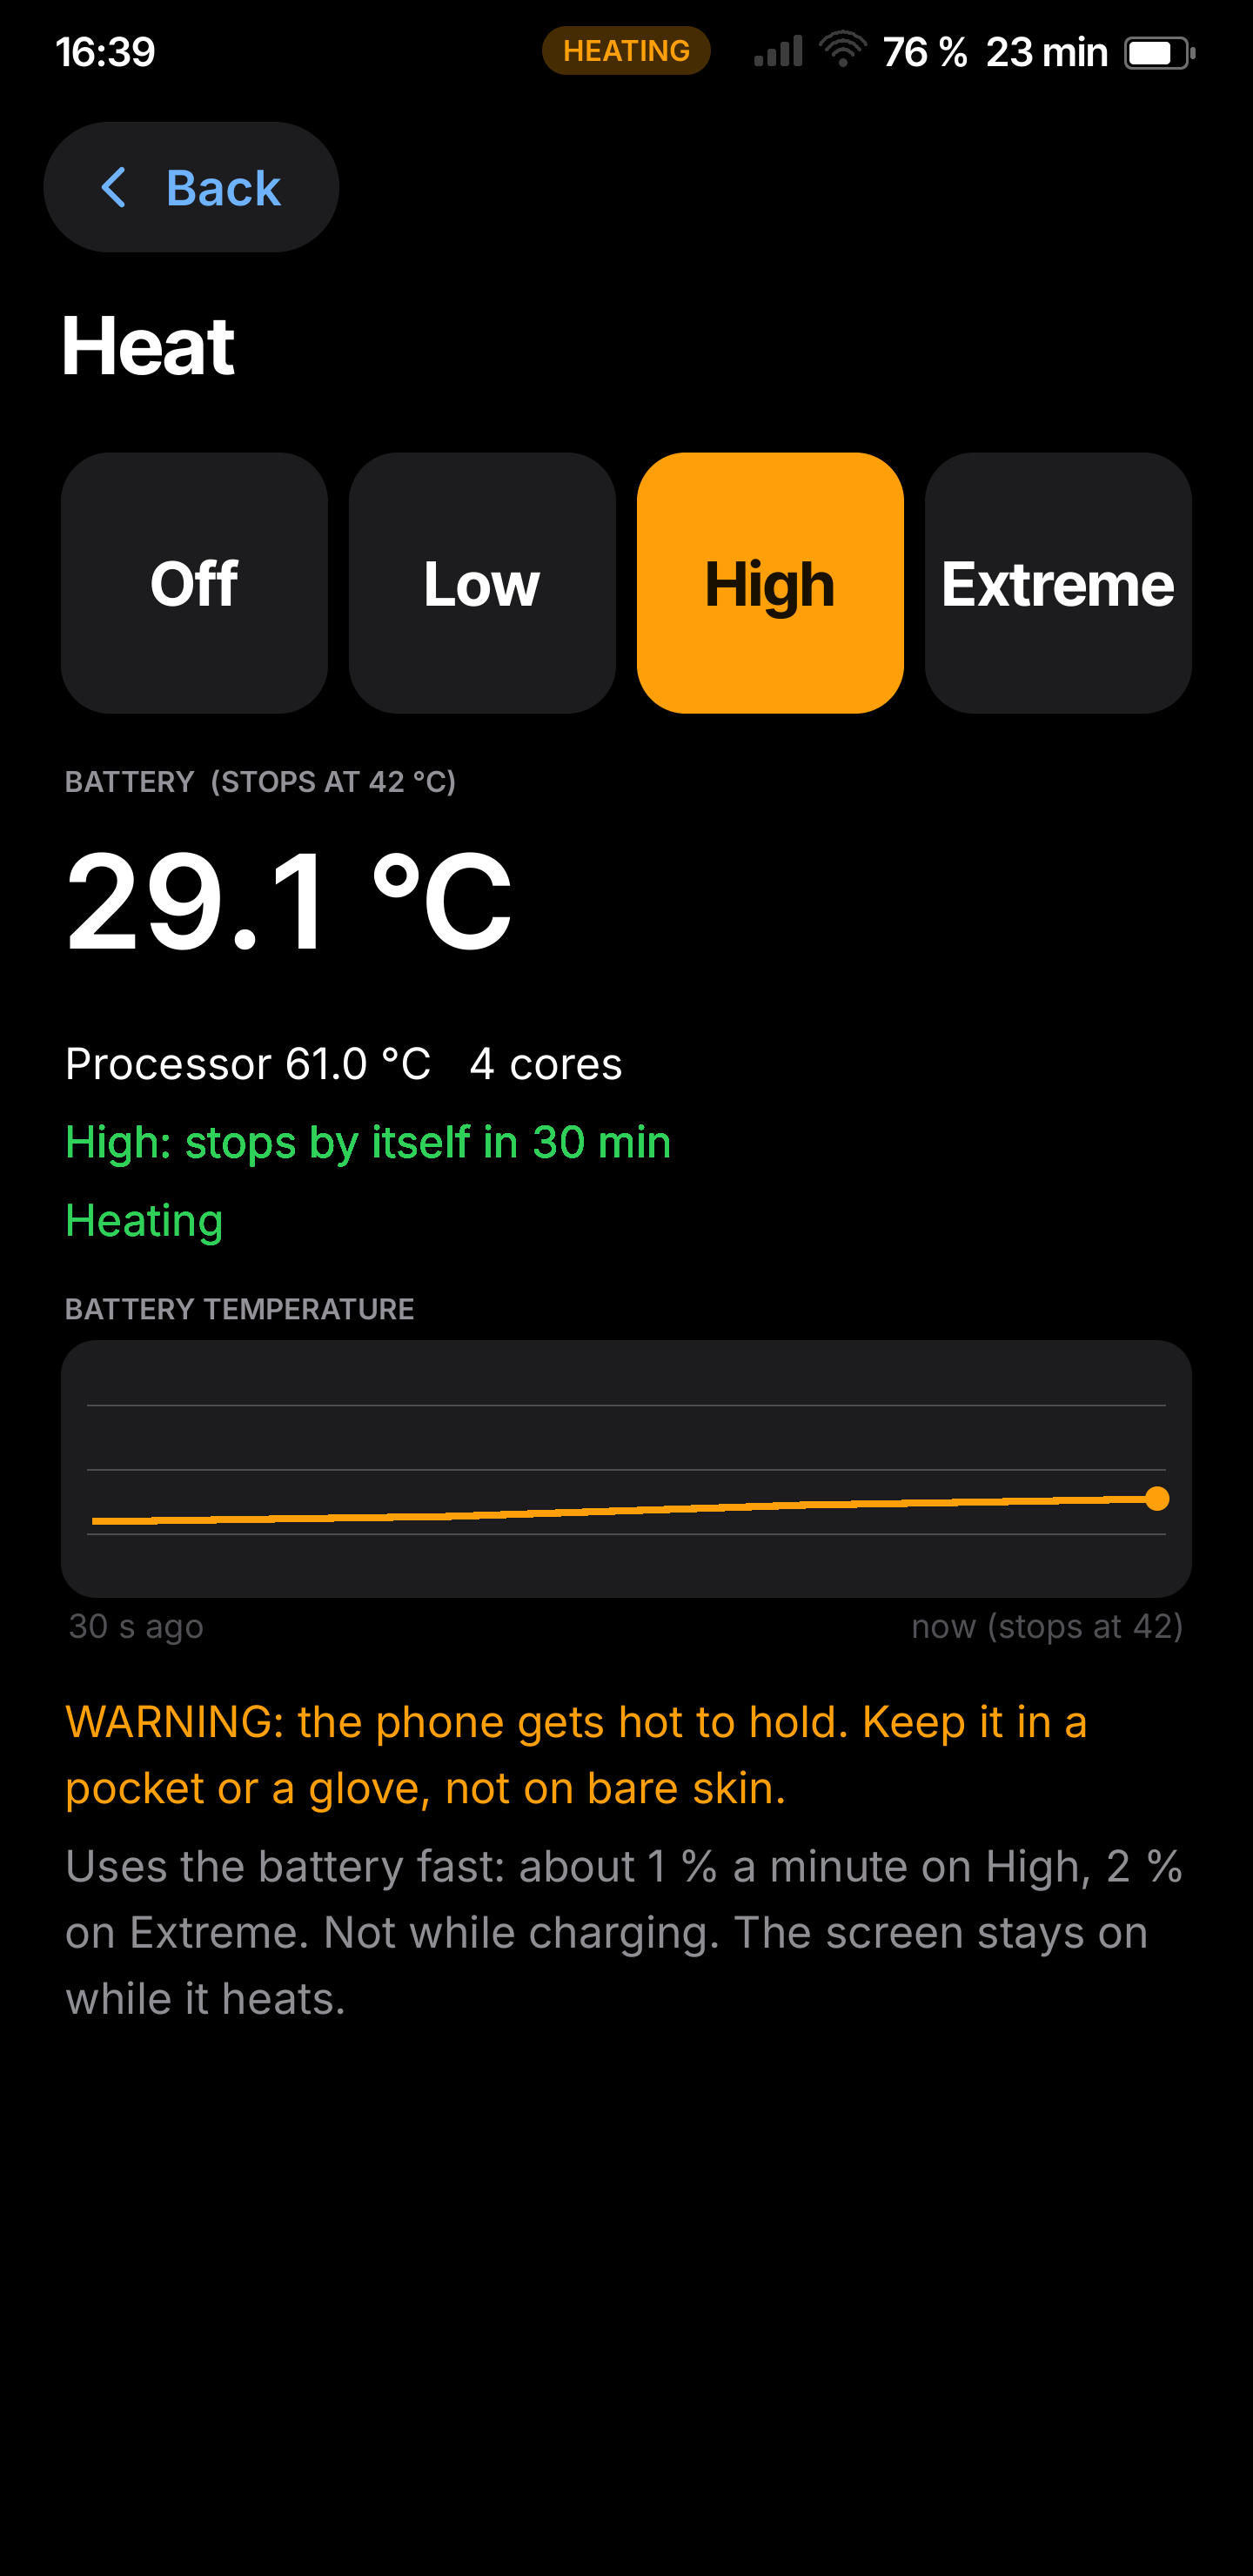 16:39 HEATING 76 % 23 min
Back
Heat
Off Low High Extreme
BATTERY (STOPS AT 42 °C)
29.1 °C
Processor 61.0 °C 4 cores
High: stops by itself in 30 min
Heating
BATTERY TEMPERATURE
30 s ago now (stops at 42)
WARNING: the phone gets hot to hold. Keep it in a
pocket or a glove, not on bare skin.
Uses the battery fast: about 1 % a minute on High, 2 %
on Extreme. Not while charging. The screen stays on
while it heats.